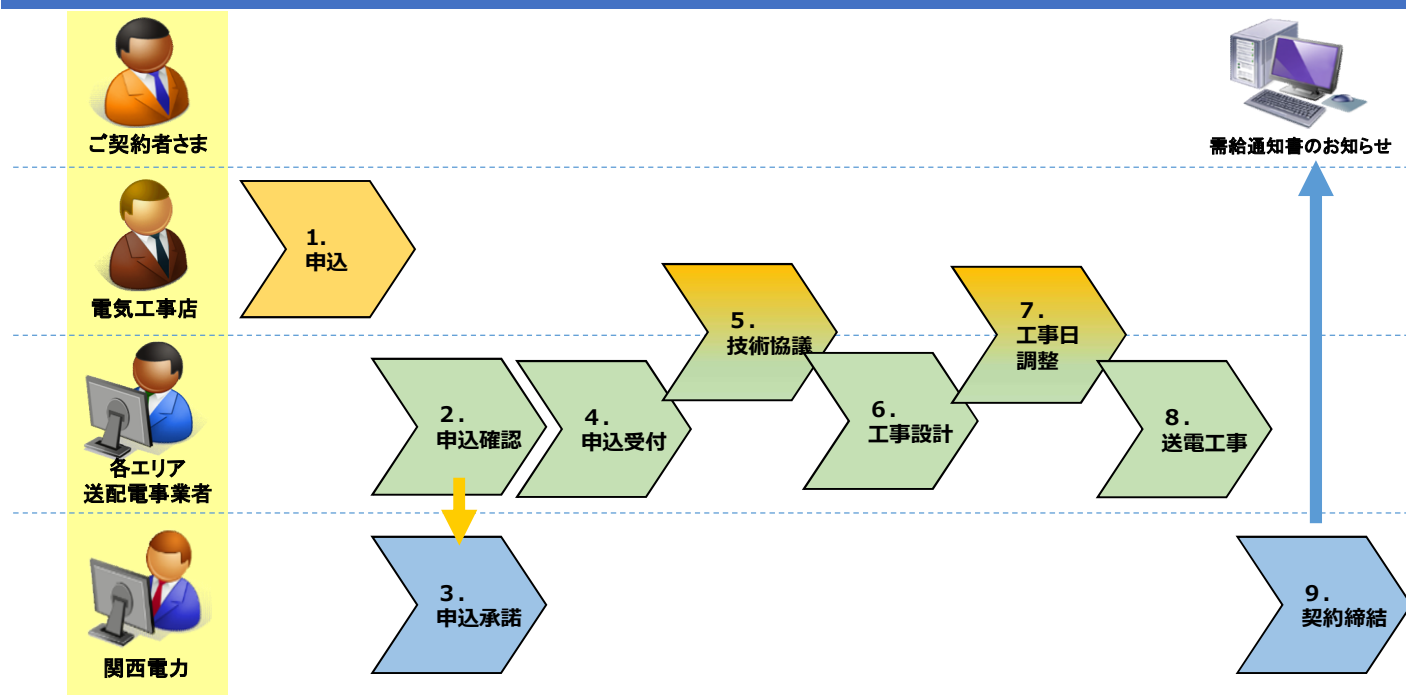 ご契約者さま
需給通知書のお知らせ
電気工事店
1.
申込
5.
技術協議
7.
工事日
調整
各エリア
送配電事業者
2.
申込確認
4.
申込受付
6.
工事設計
8.
送電工事
関西電力
3.
申込承諾
9.
契約締結